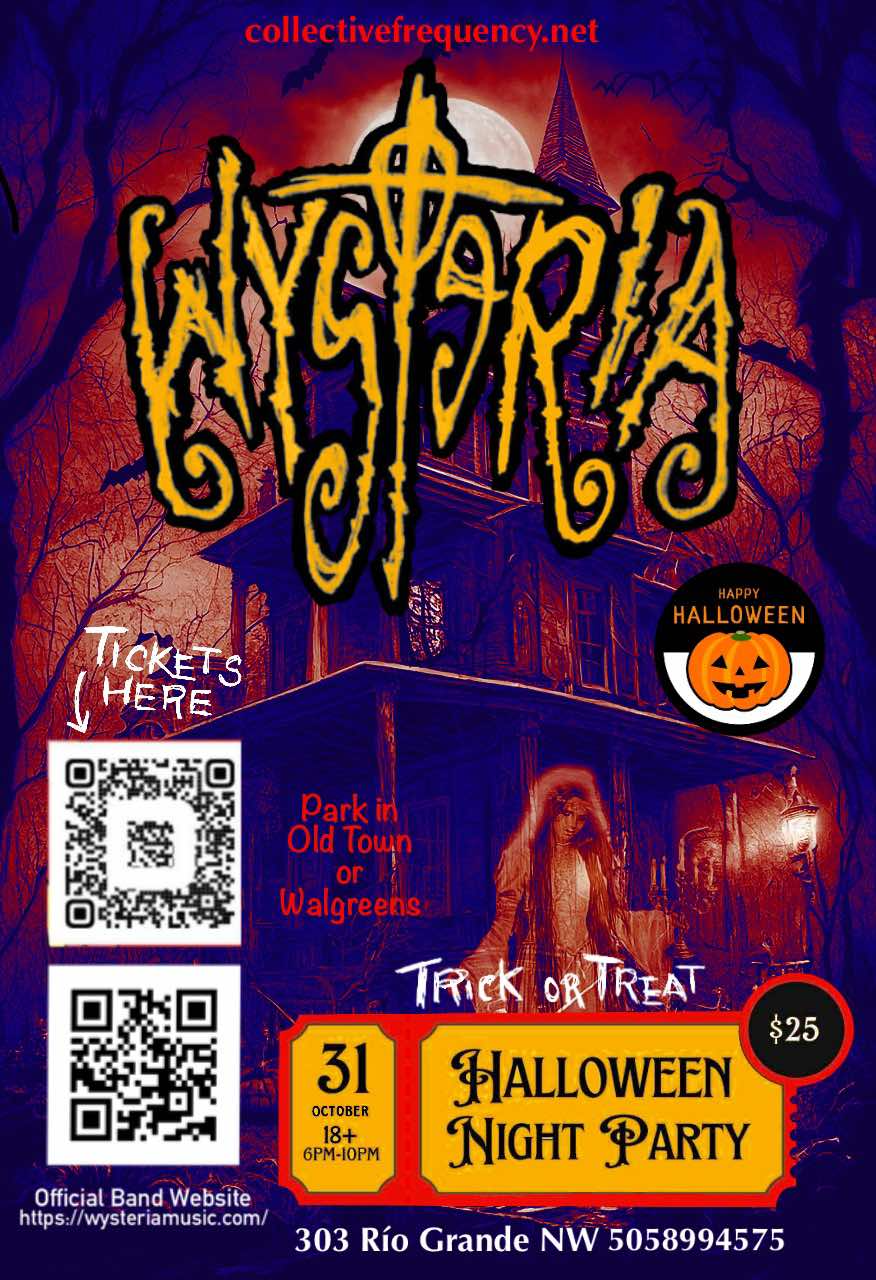 collectivefrequency.net
WYSTERIA
HAPPY
HALLOWEEN
TICKETS
HERE
Park in
Old Town
or
Walgreens
TRICK OR TREAT
$25
31
OCTOBER
18+
6PM-10PM
HALLOWEEN
NIGHT PARTY
Official Band Website
https://wysteriamusic.com/
303 Río Grande NW 5058994575